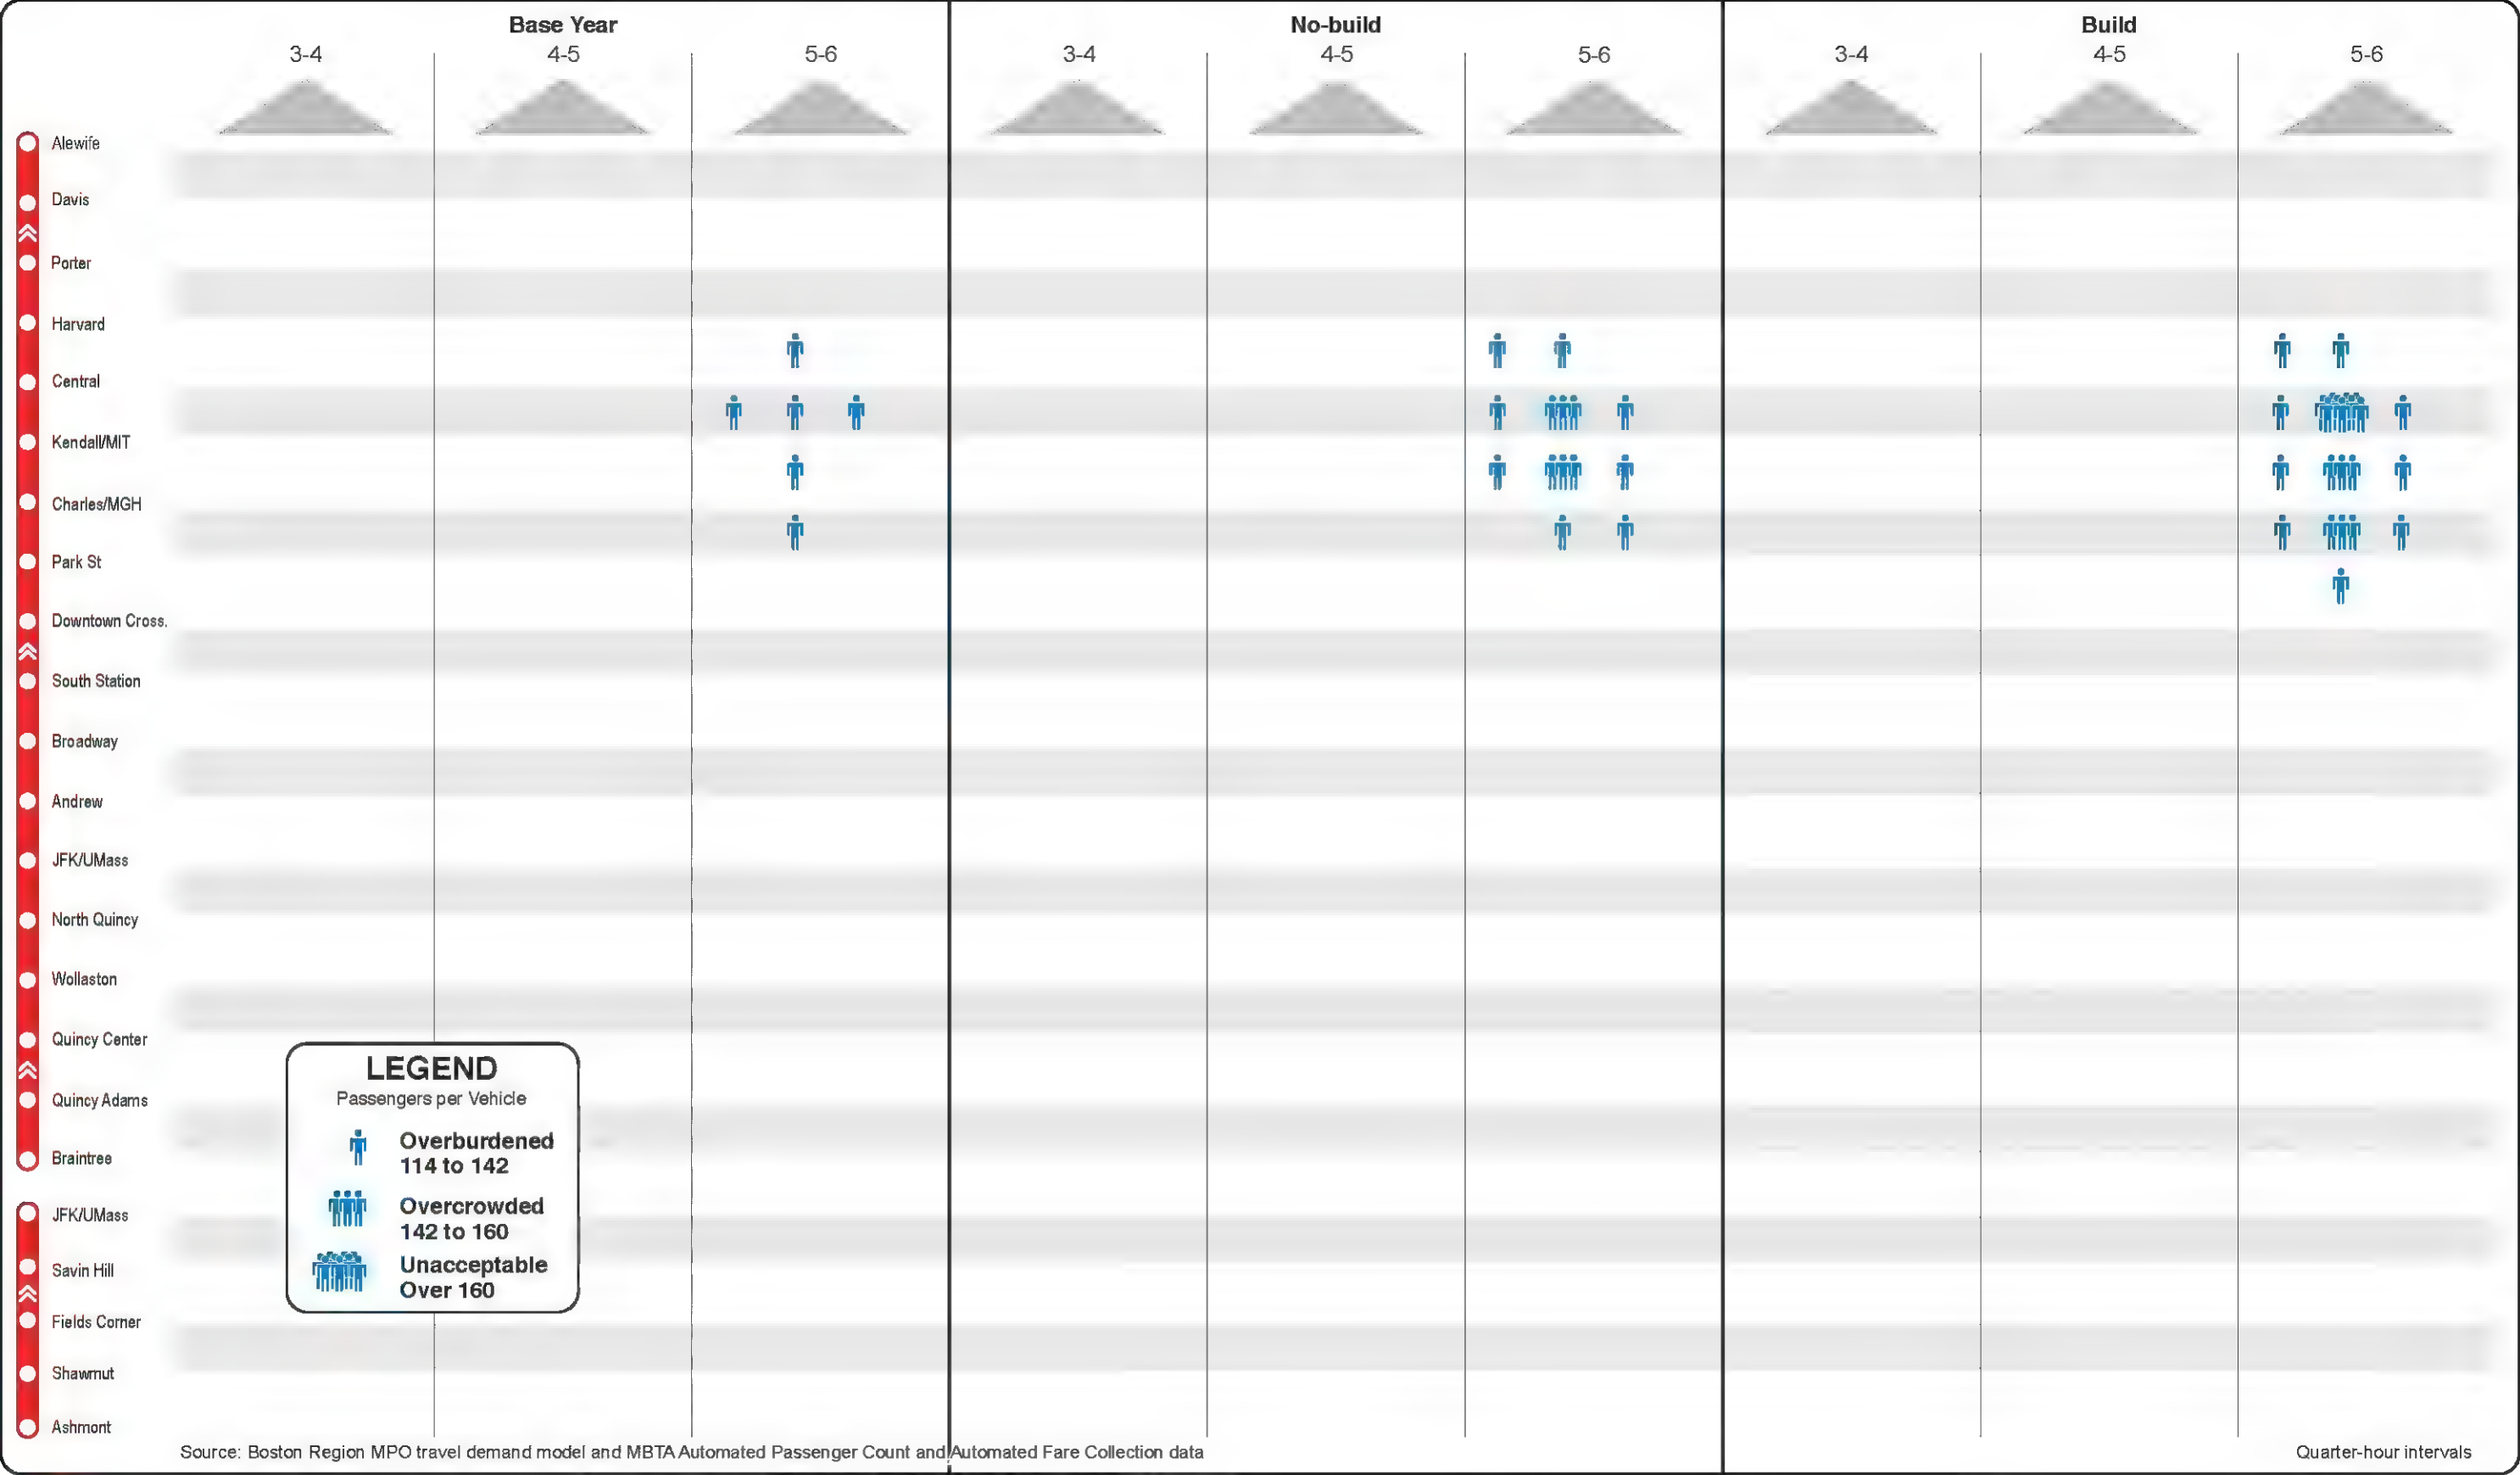 Base Year
No-build
Build
3-4
4-5
5-6
3-4
4-5
5-6
3-4
4-5
5-6
Alewife
Davis
Porter
Harvard
Central
Kendall/MIT
Charles/MGH
Park St
Downtown Cross.
South Station
Broadway
Andrew
JFK/UMass
North Quincy
Wollaston
Quincy Center
Quincy Adams
Braintree
JFK/UMass
Savin Hill
Fields Corner
Shawmut
Ashmont
LEGEND
Passengers per Vehicle
Overburdened
114 to 142
Overcrowded
142 to 160
Unacceptable
Over 160
Source: Boston Region MPO travel demand model and MBTA Automated Passenger Count and Automated Fare Collection data
Quarter-hour intervals